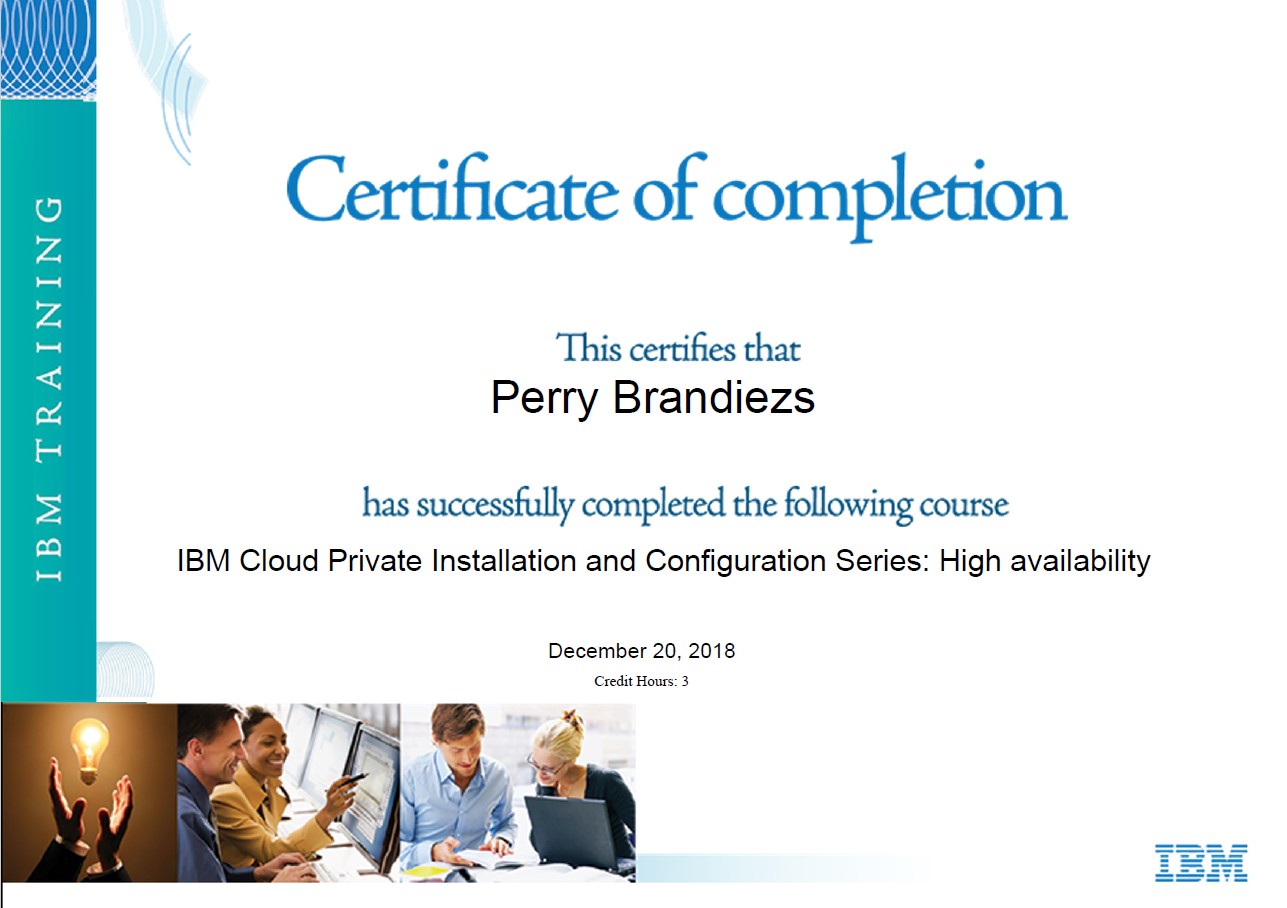 IBM TRAINING
Certificate of completion
This certifies that
Perry Brandiezs
has successfully completed the following course
IBM Cloud Private Installation and Configuration Series: High availability
December 20, 2018
Credit Hours: 3
IBM